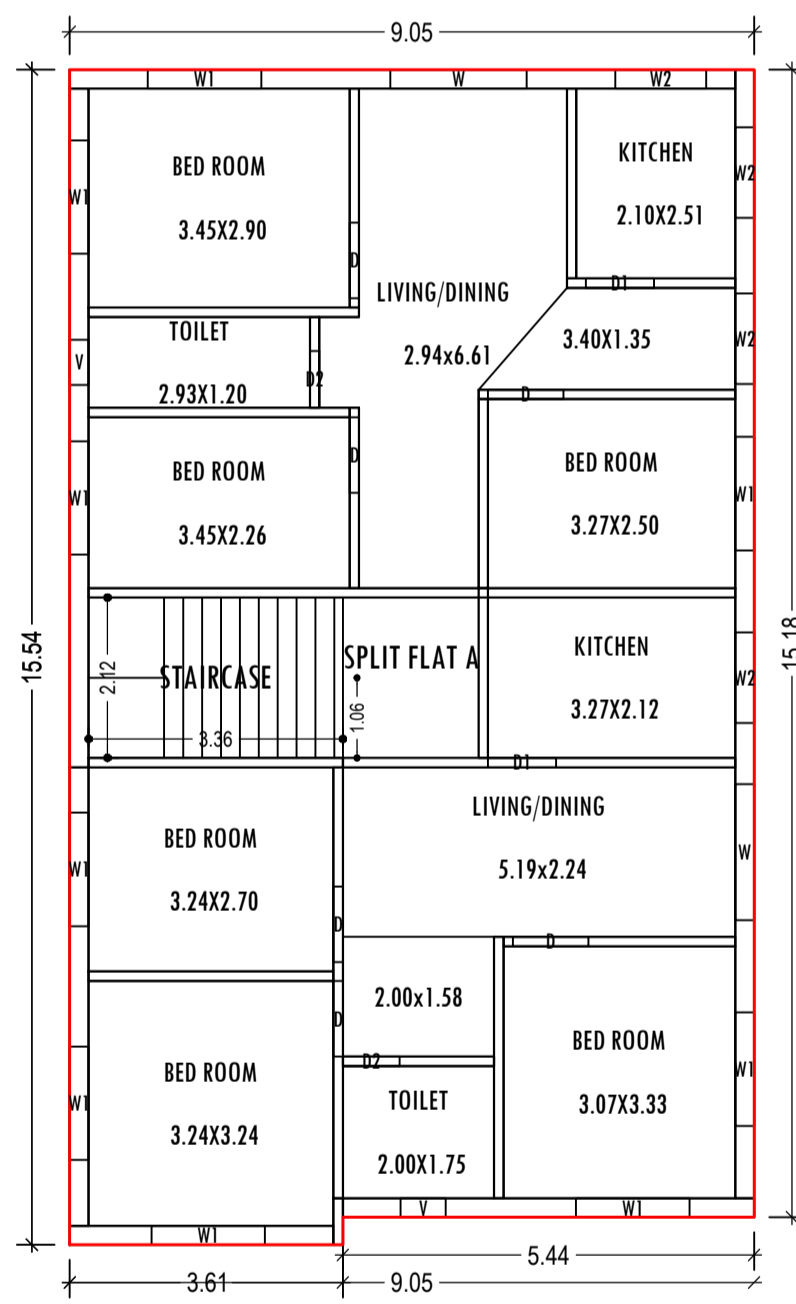 9.05
W1
W
W2
BED ROOM
3.45X2.90
KITCHEN
2.10X2.51
W1
W2
D
D1
LIVING/DINING
2.94x6.61
TOILET
2.93X1.20
V
D2
3.40X1.35
W2
D
BED ROOM
3.45X2.26
D
W1
BED ROOM
3.27X2.50
W1
15.54
15.18
STAIRCASE
2.12
3.36
SPLIT FLAT A
1.06
KITCHEN
3.27X2.12
W2
D1
LIVING/DINING
5.19x2.24
W
BED ROOM
3.24X2.70
W1
D
D
2.00x1.58
D
D2
BED ROOM
3.24X3.24
W1
TOILET
2.00X1.75
BED ROOM
3.07X3.33
W1
W1
V
W1
5.44
3.61
9.05